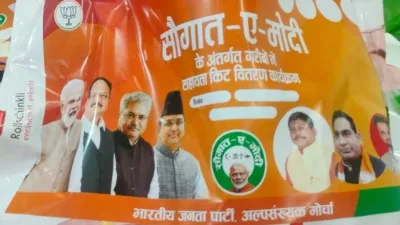 सौगात-ए-मोदी
के अंतर्गत गरीबों में
सहायता किट वितरण कार्यक्रम
सौगात-ए-मोदी
भारतीय जनता पार्टी, अल्पसंख्यक मोर्चा